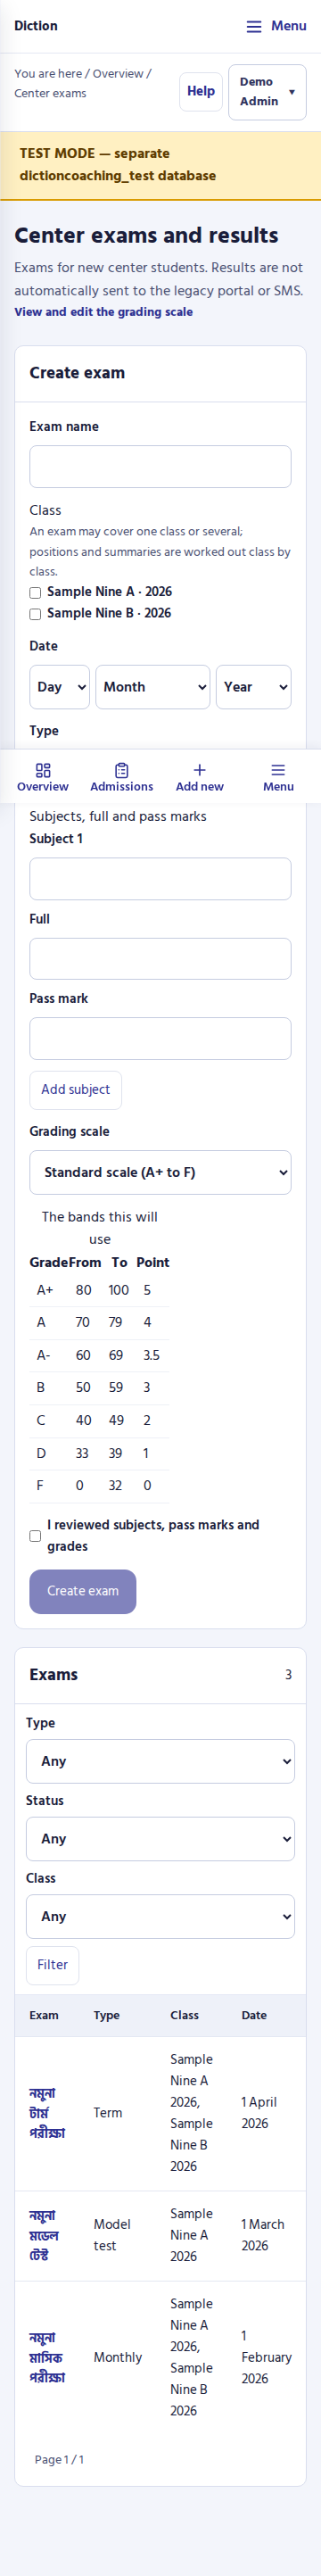 Diction
Menu
You are here / Overview /
Center exams
Help
Demo
Admin
TEST MODE — separate
dictioncoaching_test database
Center exams and results
Exams for new center students. Results are not
automatically sent to the legacy portal or SMS.
View and edit the grading scale
Create exam
Exam name
Class
An exam may cover one class or several;
positions and summaries are worked out class by
class.
Sample Nine A · 2026
Sample Nine B · 2026
Date
Day Month Year
Type
Overview Admissions Add new Menu
Subjects, full and pass marks
Subject 1
Full
Pass mark
Add subject
Grading scale
Standard scale (A+ to F)
The bands this will
use
Grade From To Point
A+ 80 100 5
A 70 79 4
A- 60 69 3.5
B 50 59 3
C 40 49 2
D 33 39 1
F 0 32 0
I reviewed subjects, pass marks and
grades
Create exam
Exams 3
Type
Any
Status
Any
Class
Any
Filter
Exam Type Class Date
নমুনা
টার্ম
পরীক্ষা
Term
Sample
Nine A
2026,
Sample
Nine B
2026
1 April
2026
নমুনা
মডেল
টেস্ট
Model
test
Sample
Nine A
2026
1 March
2026
নমুনা
মাসিক
পরীক্ষা
Monthly
Sample
Nine A
2026,
Sample
Nine B
2026
1
February
2026
Page 1 / 1